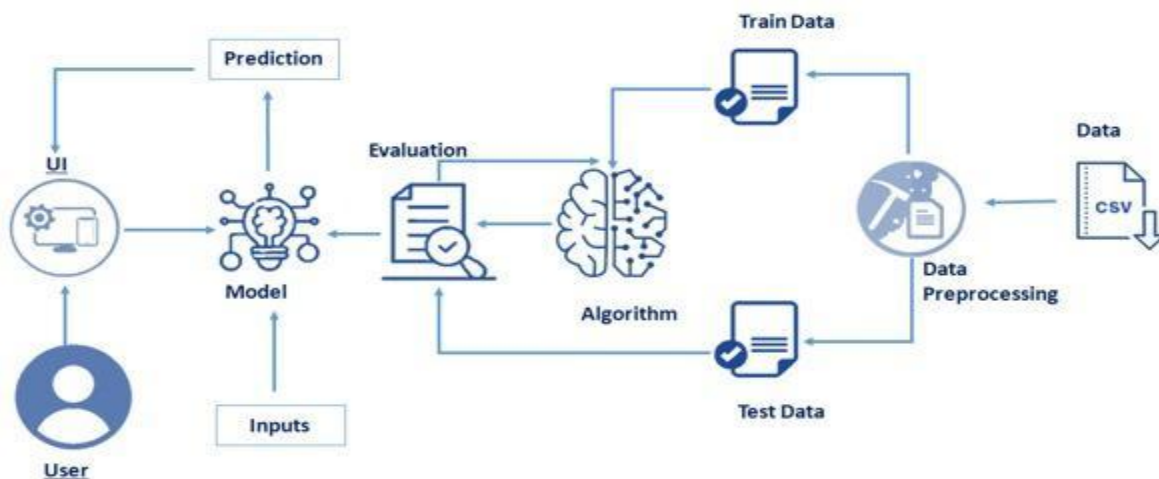 Train Data
Prediction
Data
Evaluation
UI
CSV
Model
Data
Preprocessing
Algorithm
Test Data
Inputs
User